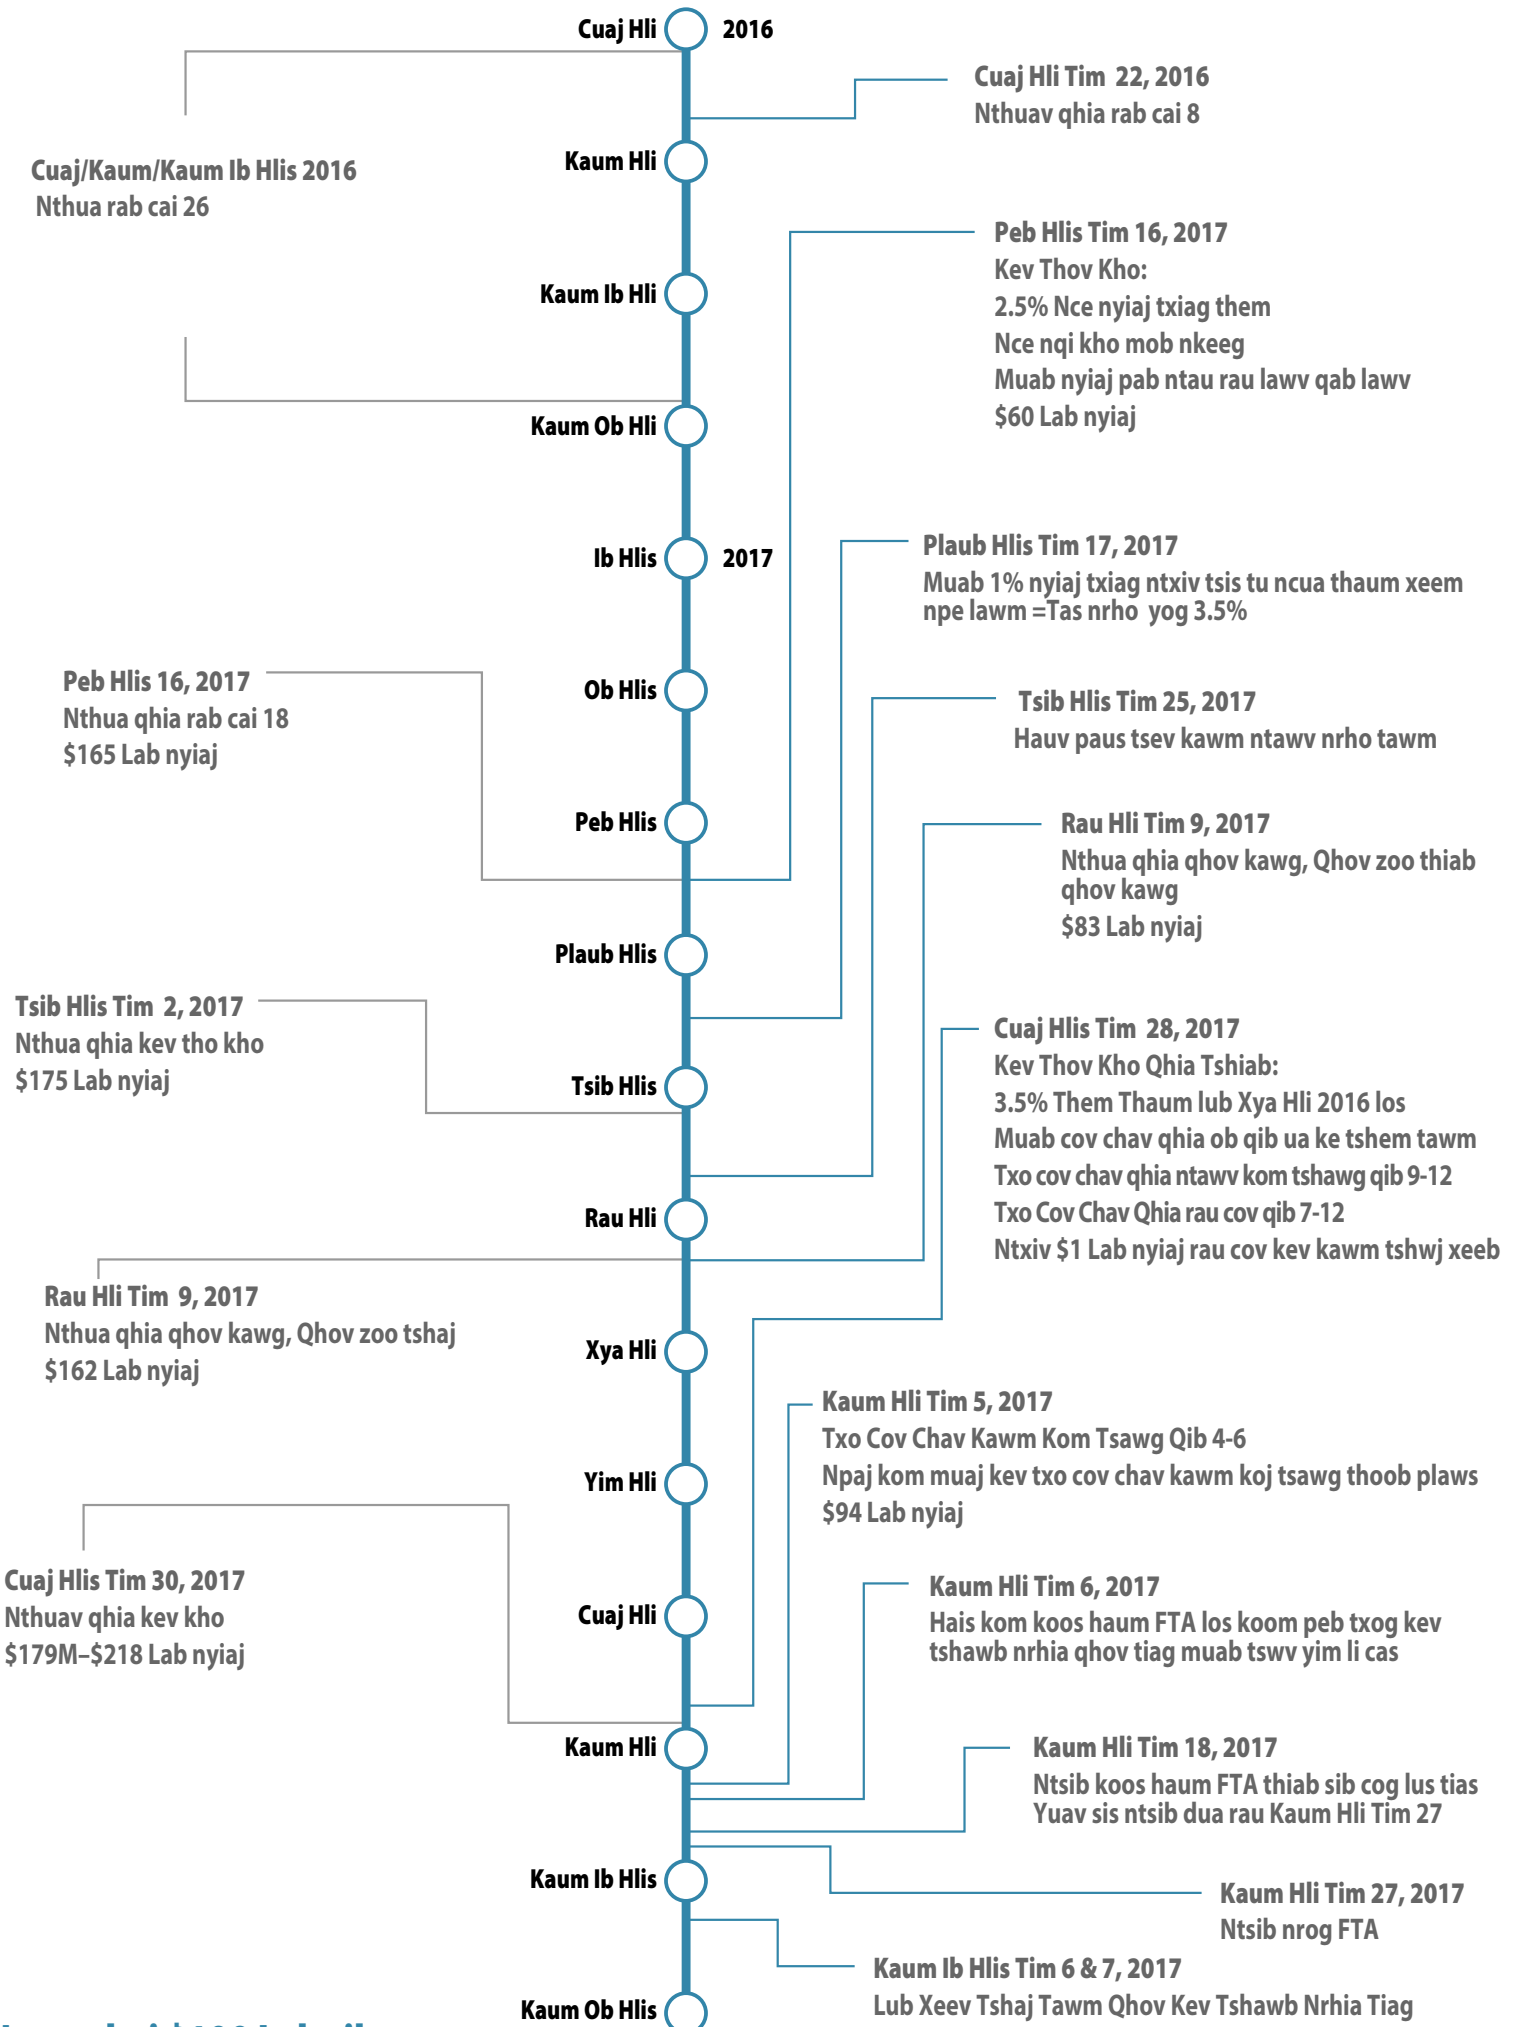 Cuaj Hli
2016
Cuaj Hli Tim 22, 2016
Nthuav qhia rab cai 8
Kaum Hli
Cuaj/Kaum/Kaum Ib Hlis 2016
Nthua rab cai 26
Peb Hlis Tim 16, 2017
Kev Thov Kho:
2.5% Nce nyiaj txiag them
Nce nqi kho mob nkeeg
Muab nyiaj pab ntau rau lawv qab lawv
$60 Lab nyiaj
Kaum Ib Hli
Kaum Ob Hli
Ib Hlis
2017
Plaub Hlis Tim 17, 2017
Muab 1% nyiaj txiag ntxiv tsis tu ncua thaum xeem
npe lawm =Tas nrho yog 3.5%
Peb Hlis 16, 2017
Nthua qhia rab cai 18
$165 Lab nyiaj
Ob Hlis
Tsib Hlis Tim 25, 2017
Hauv paus tsev kawm ntawv nrho tawm
Peb Hlis
Rau Hli Tim 9, 2017
Nthua qhia qhov kawg, Qhov zoo thiab
qhov kawg
$83 Lab nyiaj
Plaub Hlis
Tsib Hlis Tim 2, 2017
Nthua qhia kev tho kho
$175 Lab nyiaj
Tsib Hlis
Cuaj Hlis Tim 28, 2017
Kev Thov Kho Qhia Tshiab:
3.5% Them Thaum lub Xya Hli 2016 los
Muab cov chav qhia ob qib ua ke tshem tawm
Txo cov chav qhia ntawv kom tshawg qib 9-12
Txo Cov Chav Qhia rau cov qib 7-12
Ntxiv $1 Lab nyiaj rau cov kev kawm tshwj xeeb
Rau Hli
Rau Hli Tim 9, 2017
Nthua qhia qhov kawg, Qhov zoo tshaj
$162 Lab nyiaj
Xya Hli
Kaum Hli Tim 5, 2017
Txo Cov Chav Kawm Kom Tsawg Qib 4-6
Npaj kom muaj kev txo cov chav kawm koj tsawg thoob plaws
$94 Lab nyiaj
Yim Hli
Cuaj Hlis Tim 30, 2017
Nthuav qhia kev kho
$179M–$218 Lab nyiaj
Cuaj Hli
Kaum Hli Tim 6, 2017
Hais kom koos haum FTA los koom peb txog kev
tshawb nrhia qhov tiag muab tswv yim li cas
Kaum Hli
Kaum Hli Tim 18, 2017
Ntsib koos haum FTA thiab sib cog lus tias
Yuav sis ntsib dua rau Kaum Hli Tim 27
Kaum Ib Hlis
Kaum Hli Tim 27, 2017
Ntsib nrog FTA
Kaum Ib Hlis Tim 6 & 7, 2017
Lub Xeev Tshaj Tawm Qhov Kev Tshawb Nrhia Tiag
Kaum Ob Hlis